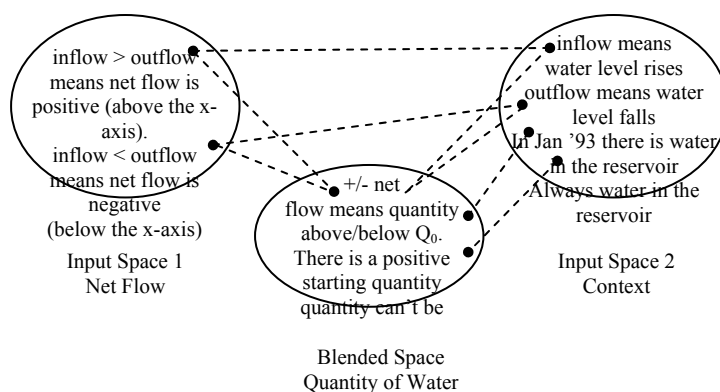 inflow > outflow
means net flow is
positive (above the x-
axis).
inflow < outflow
means net flow is
negative
(below the x-axis)
Input Space 1
Net Flow
+/- net
flow means quantity
above/below Q₀.
There is a positive
starting quantity
quantity can't be
Blended Space
Quantity of Water
inflow means
water level rises
outflow means water
level falls
In Jan '93 there is water
in the reservoir
Always water in the
reservoir
Input Space 2
Context